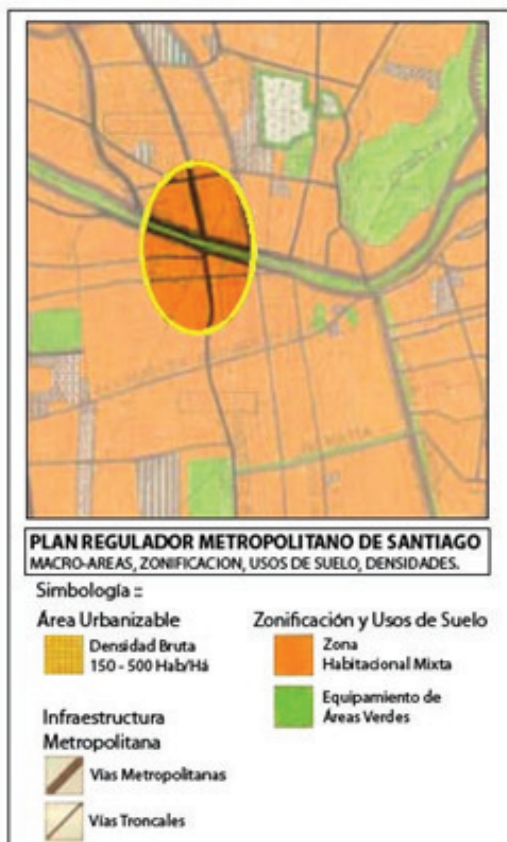 PLAN REGULADOR METROPOLITANO DE SANTIAGO
MACRO-AREAS, ZONIFICACION, USOS DE SUELO, DENSIDADES.
Simbología ::
Área Urbanizable
Densidad Bruta
150 - 500 Hab/Há
Zonificación y Usos de Suelo
Zona
Habitacional Mixta
Equipamiento de
Áreas Verdes
Infraestructura
Metropolitana
Vías Metropolitanas
Vías Troncales